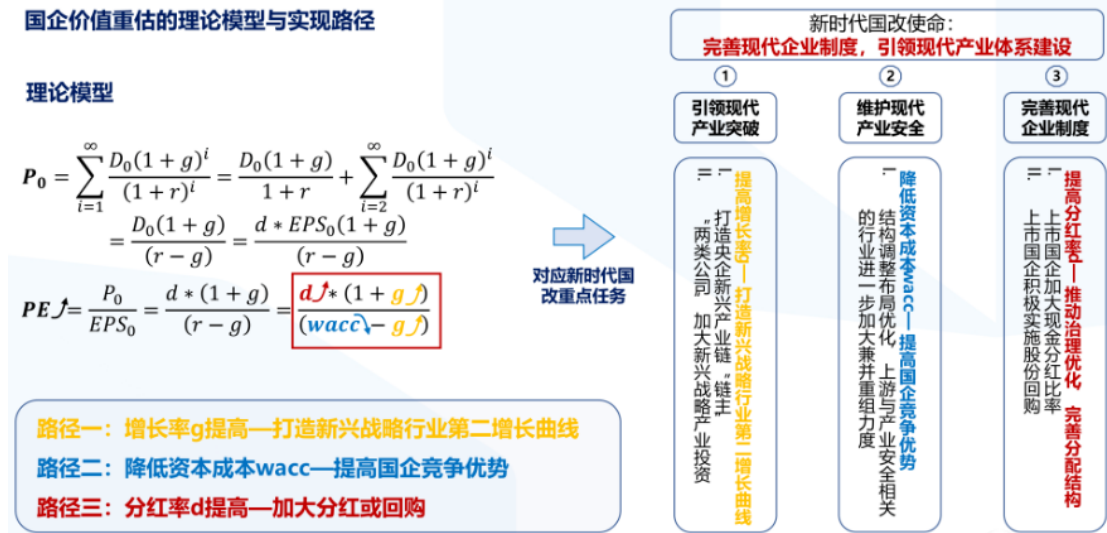 国企价值重估的理论模型与实现路径
理论模型
P₀ = ∑_{i=1}^{∞} D₀(1 + g)^i / (1 + r)^i = D₀(1 + g) / 1 + r + ∑_{i=2}^{∞} D₀(1 + g)^i / (1 + r)^i
= D₀(1 + g) / (r − g) = d * EPS₀(1 + g) / (r − g)
PE = P₀ / EPS₀ = d * (1 + g) / (r − g) = d * (1 + g) / (wacc − g)
路径一：增长率g提高—打造新兴战略行业第二增长曲线
路径二：降低资本成本wacc—提高国企竞争优势
路径三：分红率d提高—加大分红或回购
对应新时代国
改重点任务
新时代国改使命：
完善现代企业制度，引领现代产业体系建设
1
引领现代
产业突破
提高增长率g—打造新兴战略行业第二增长曲线
I. 打造央企新兴产业链“链主
II. “两类公司”加大新兴战略产业投资
2
维护现代
产业安全
降低资本成本wacc—提高国企竞争优势
I. 结构调整布局优化，上游与产业安全相关
的行业进一步加大兼并重组力度
3
完善现代
企业制度
提高分红率d—推动治理优化，完善分配结构
I. 上市国企加大现金分红比率
II. 上市国企积极实施股份回购